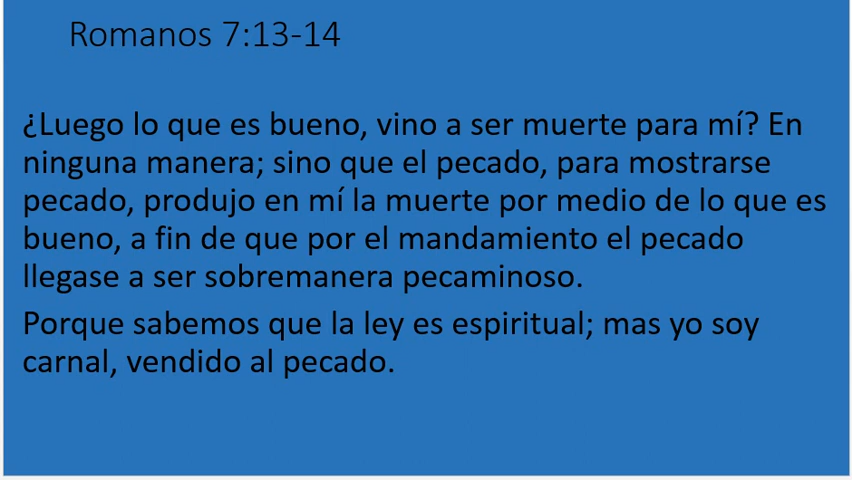 Romanos 7:13-14
¿Luego lo que es bueno, vino a ser muerte para mí? En
ninguna manera; sino que el pecado, para mostrarse
pecado, produjo en mí la muerte por medio de lo que es
bueno, a fin de que por el mandamiento el pecado
llegase a ser sobremanera pecaminoso.
Porque sabemos que la ley es espiritual; mas yo soy
carnal, vendido al pecado.